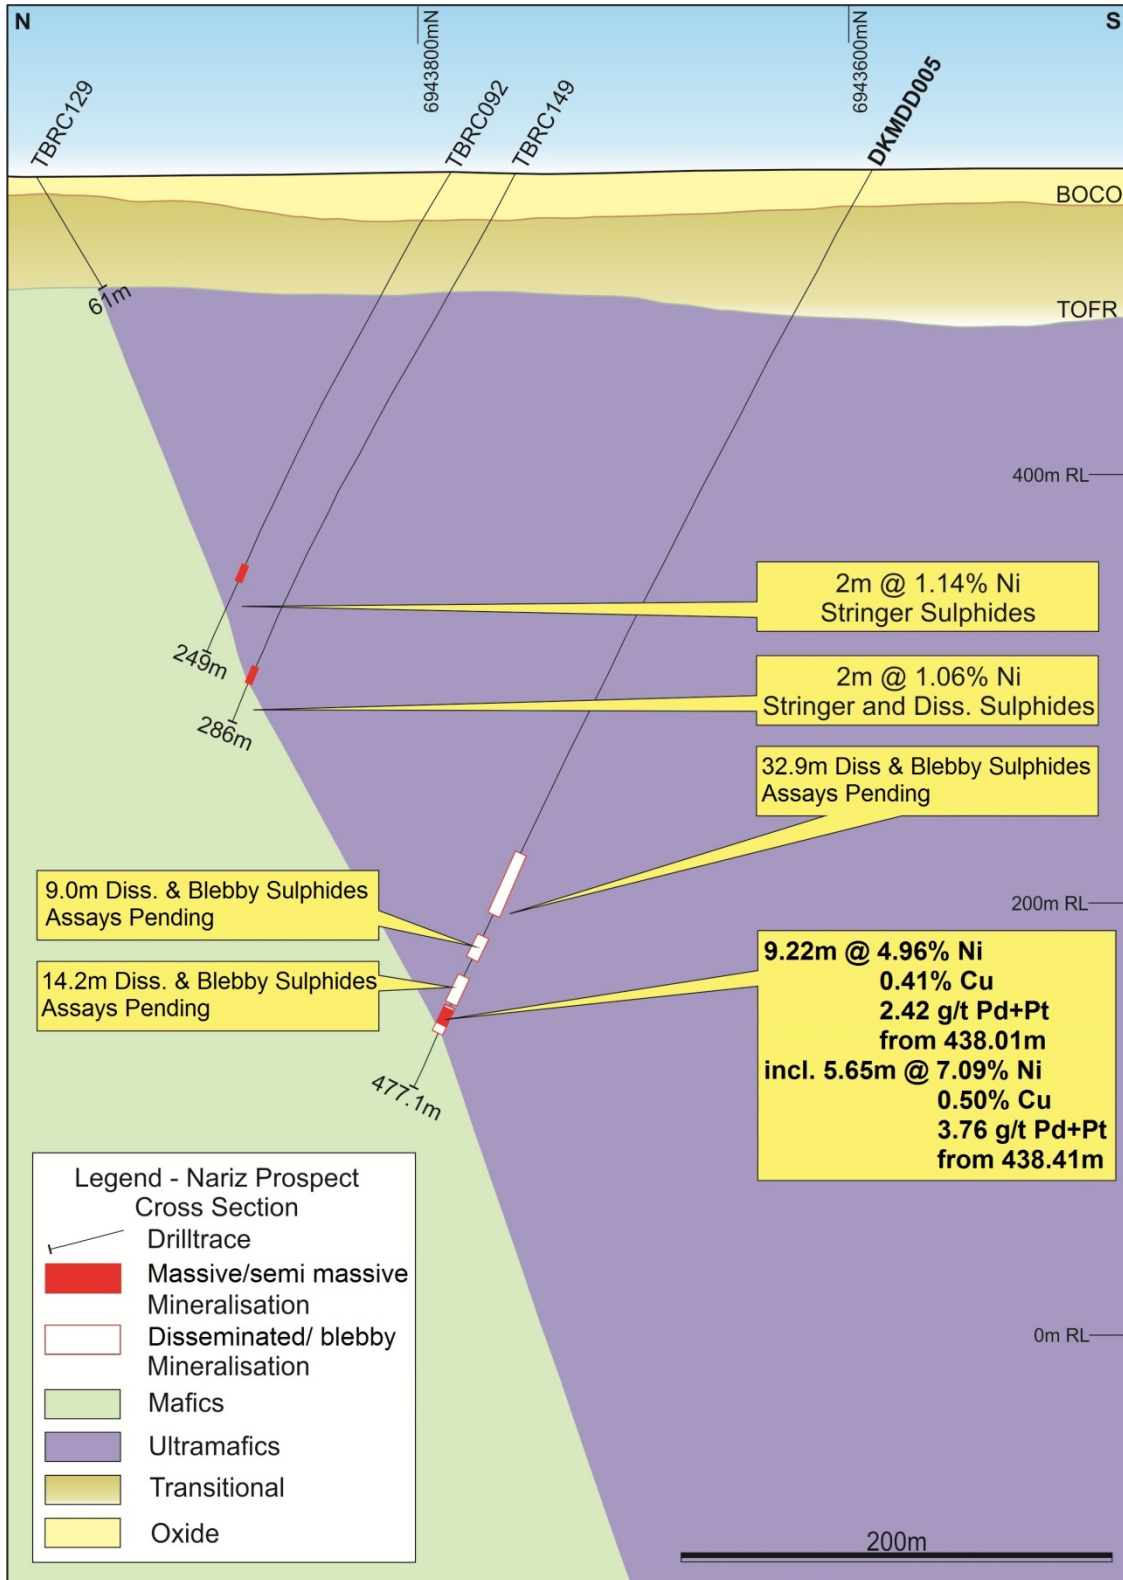 N
S
6943800mN
6943600mN
TBRC129
TBRC092
TBRC149
DKMDD005
BOCO
61m
TOFR
400m RL
2m @ 1.14% Ni
Stringer Sulphides
249m
2m @ 1.06% Ni
Stringer and Diss. Sulphides
286m
32.9m Diss & Blebby Sulphides
Assays Pending
9.0m Diss. & Blebby Sulphides
Assays Pending
200m RL
14.2m Diss. & Blebby Sulphides
Assays Pending
9.22m @ 4.96% Ni
0.41% Cu
2.42 g/t Pd+Pt
from 438.01m
incl. 5.65m @ 7.09% Ni
0.50% Cu
3.76 g/t Pd+Pt
from 438.41m
477.1m
Legend - Nariz Prospect
Cross Section
Drilltrace
Massive/semi massive
Mineralisation
Disseminated/ blebby
Mineralisation
Mafics
Ultramafics
Transitional
Oxide
0m RL
200m